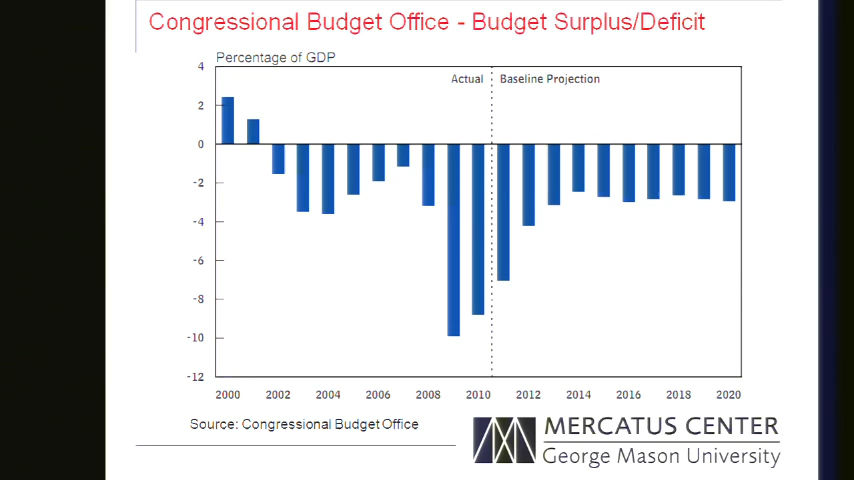 Congressional Budget Office - Budget Surplus/Deficit
Percentage of GDP
Actual
Baseline Projection
4
2
0
-2
-4
-6
-8
-10
-12
2000 2002 2004 2006 2008 2010 2012 2014 2016 2018 2020
Source: Congressional Budget Office
MERCATUS CENTER
George Mason University